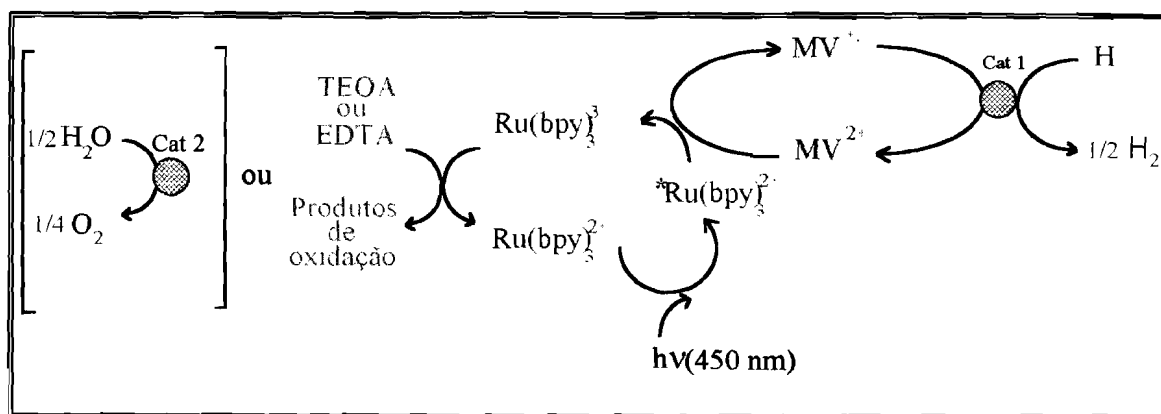 1/2 H₂O
Cat 2
1/4 O₂
ou
TEOA
ou
EDTA
Produtos
de
oxidação
Ru(bpy)₃³
Ru(bpy)₃²⁺
*Ru(bpy)₃²⁺
hν(450 nm)
MV⁺·
MV²⁺
Cat 1
H
1/2 H₂